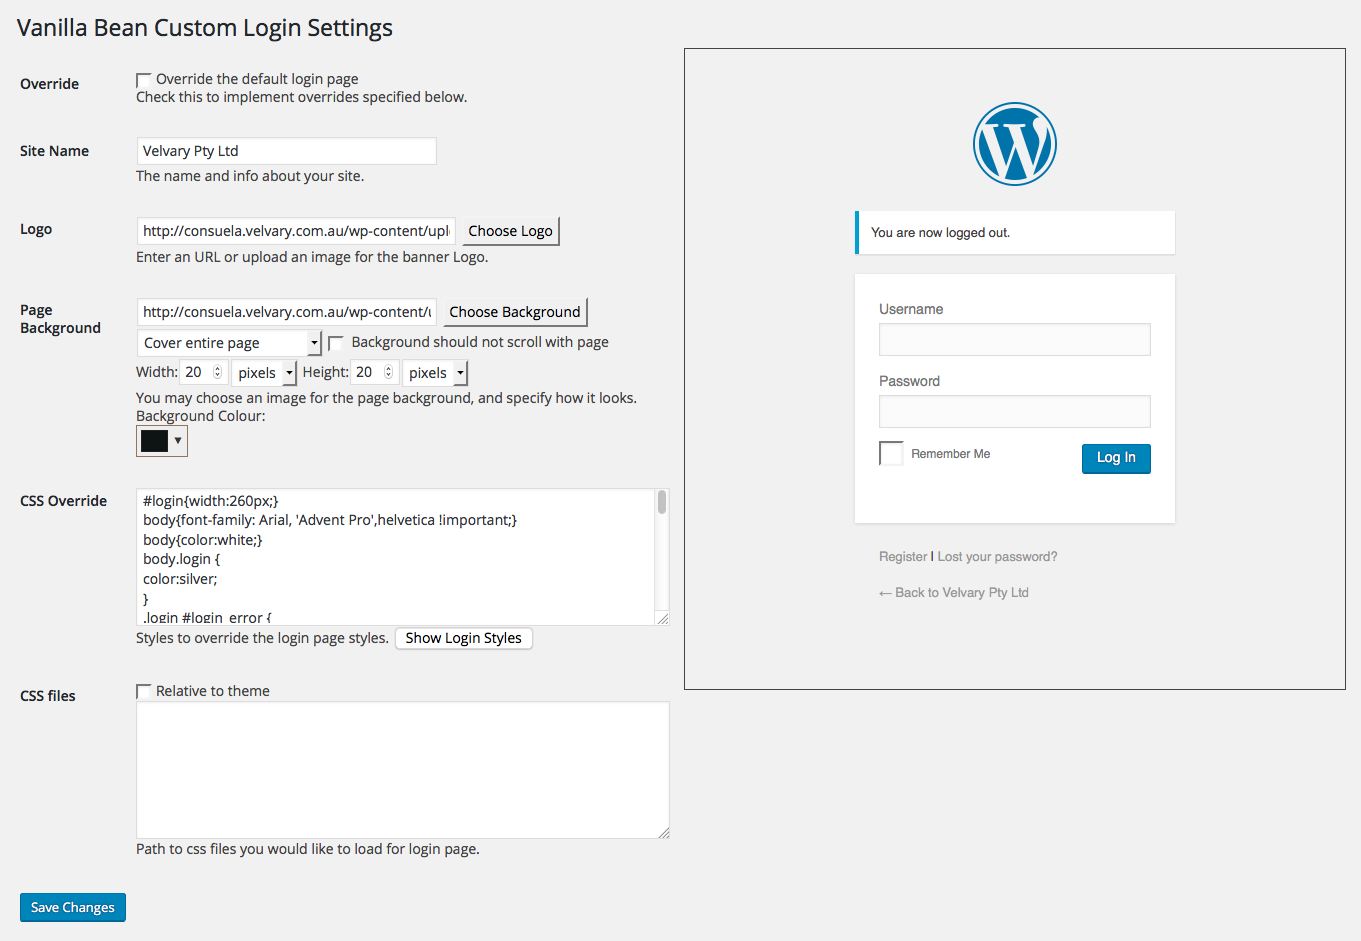 Vanilla Bean Custom Login Settings
Override
Override the default login page
Check this to implement overrides specified below.
Site Name
Velvary Pty Ltd
The name and info about your site.
Logo
http://consuela.velvary.com.au/wp-content/upl
Choose Logo
Enter an URL or upload an image for the banner Logo.
Page
Background
http://consuela.velvary.com.au/wp-content/u
Choose Background
Cover entire page
Background should not scroll with page
Width: 20 pixels Height: 20 pixels
You may choose an image for the page background, and specify how it looks.
Background Colour:
CSS Override
#login{width:260px;}
body{font-family: Arial, 'Advent Pro',helvetica !important;}
body{color:white;}
body.login {
color:silver;
}
.login #login_error {
Styles to override the login page styles. Show Login Styles
CSS files
Relative to theme
Path to css files you would like to load for login page.
Save Changes
W
You are now logged out.
Username
Password
Remember Me
Log In
Register | Lost your password?
← Back to Velvary Pty Ltd